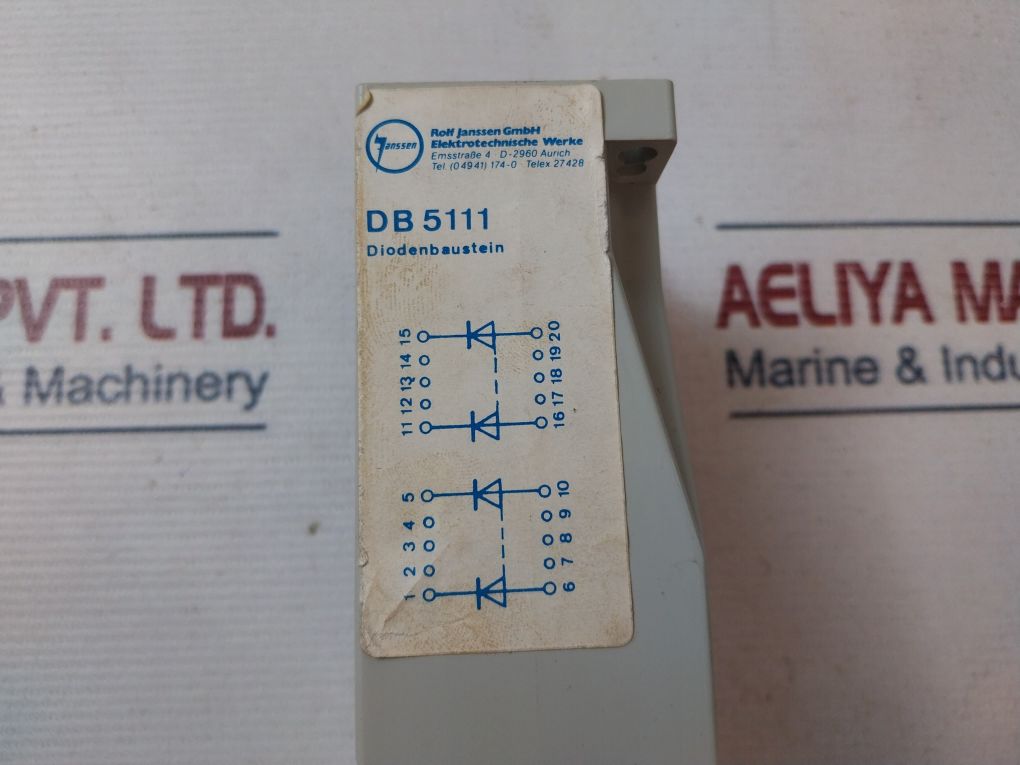 Janssen
Rolf Janssen GmbH
Elektrotechnische Werke
Emsstraße 4 D-2960 Aurich
Tel. (04941) 174-0 Telex 27428
DB 5111
Diodenbaustein
11 12 13 14 15
16 17 18 19 20
1 2 3 4 5
6 7 8 9 10
PVT. LTD.
& Machinery
AELIYA MA
Marine & Indu